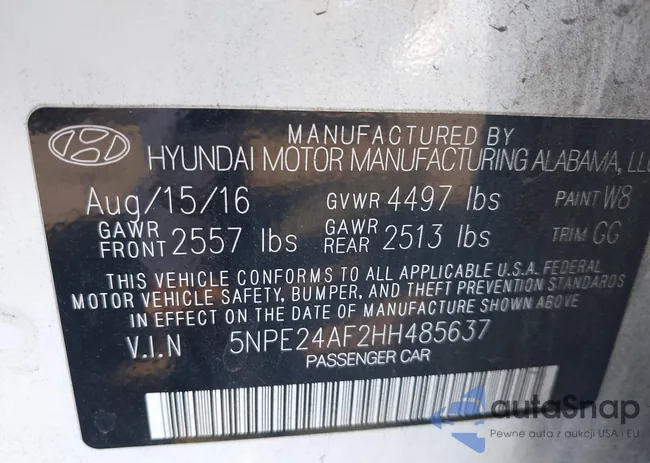 MANUFACTURED BY
HYUNDAI MOTOR MANUFACTURING ALABAMA, LLC
Aug/15/16 GVWR 4497 lbs PAINT W8
GAWR FRONT 2557 lbs GAWR REAR 2513 lbs TRIM GG
THIS VEHICLE CONFORMS TO ALL APPLICABLE U.S.A. FEDERAL
MOTOR VEHICLE SAFETY, BUMPER, AND THEFT PREVENTION STANDARDS
IN EFFECT ON THE DATE OF MANUFACTURE SHOWN ABOVE
V.I.N 5NPE24AF2HH485637
PASSENGER CAR
autaSnap
Pewne auto z aukcji USA i EU